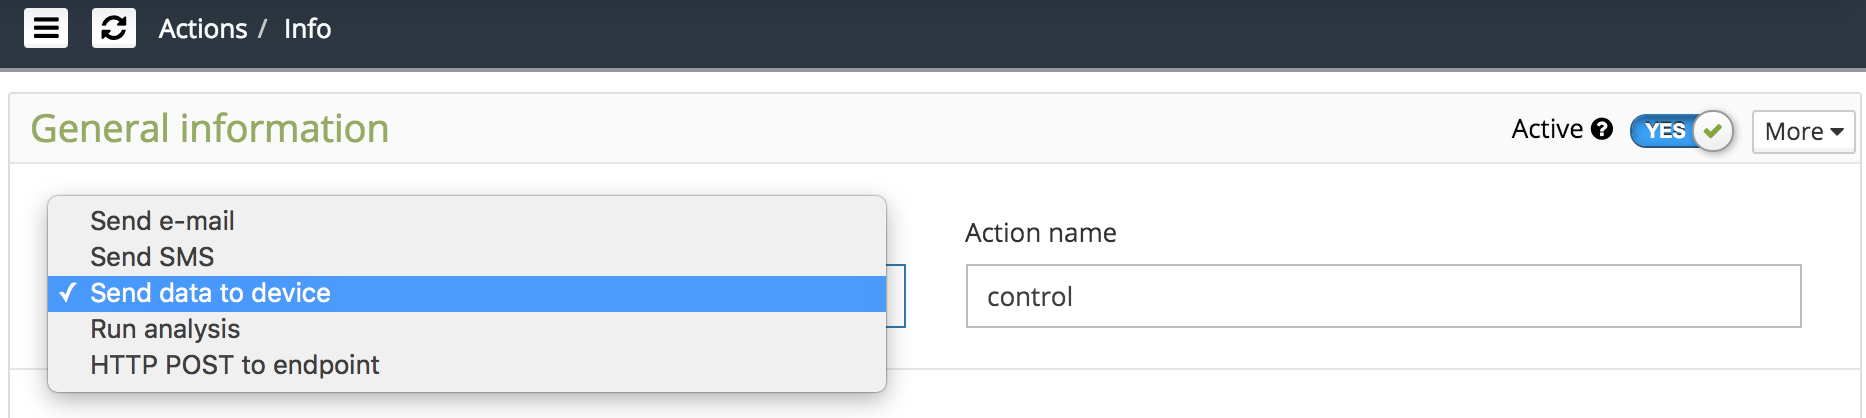 Actions / Info
General information
Active
YES
More
Send e-mail
Send SMS
✓ Send data to device
Run analysis
HTTP POST to endpoint
Action name
control